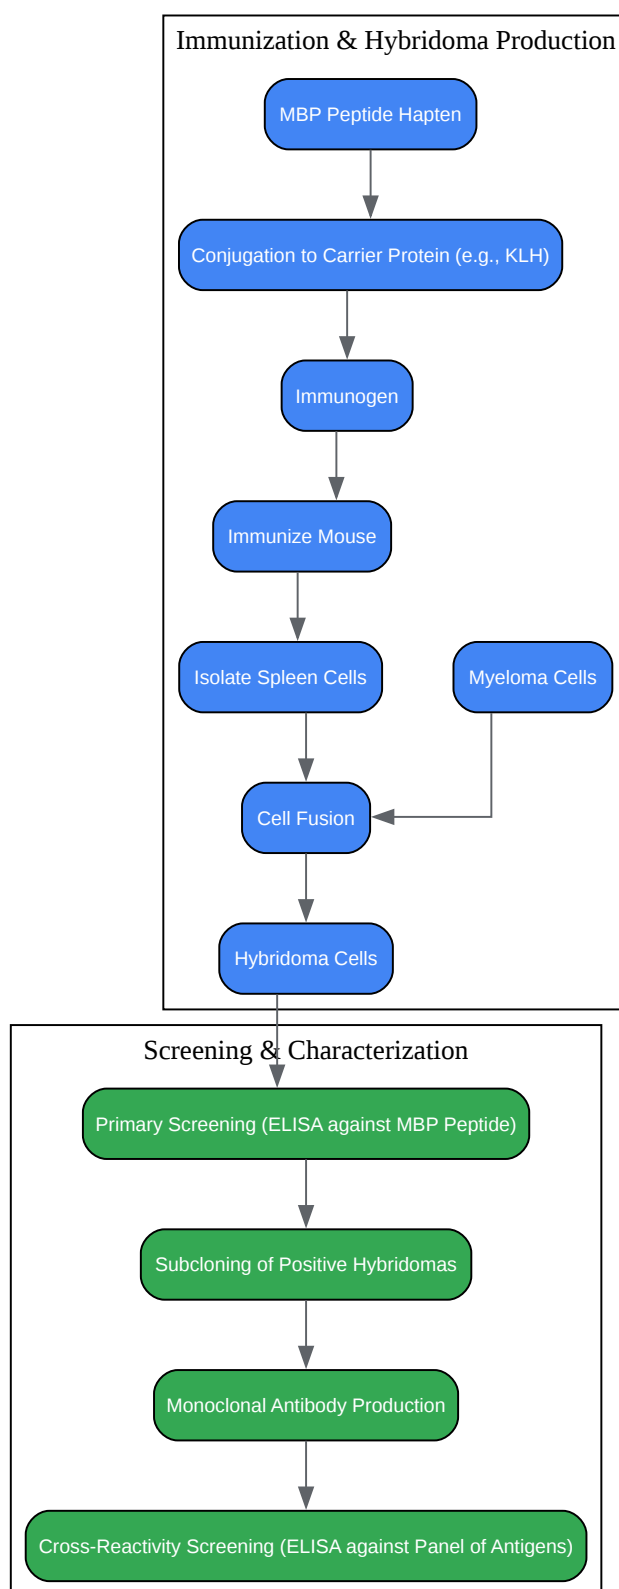 Immunization & Hybridoma Production
MBP Peptide Hapten
Conjugation to Carrier Protein (e.g., KLH)
Immunogen
Immunize Mouse
Isolate Spleen Cells
Myeloma Cells
Cell Fusion
Hybridoma Cells
Screening & Characterization
Primary Screening (ELISA against MBP Peptide)
Subcloning of Positive Hybridomas
Monoclonal Antibody Production
Cross-Reactivity Screening (ELISA against Panel of Antigens)